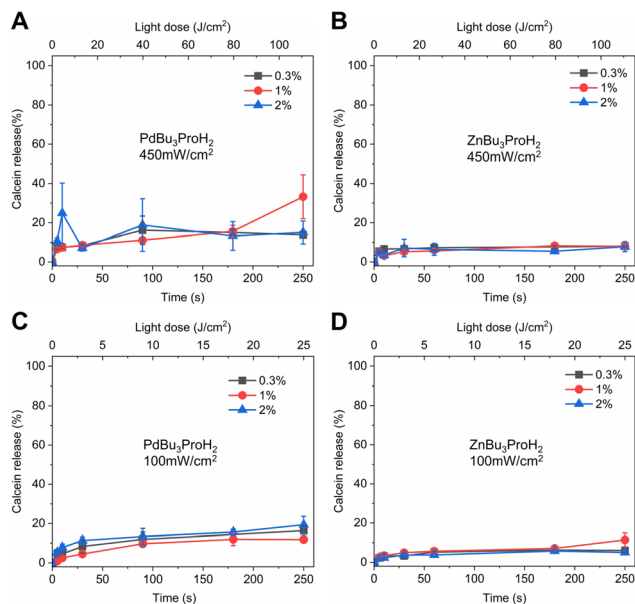 A
Light dose (J/cm²)
0 20 40 60 80 100
100
80
60
40
20
0
Calcein release(%)
0.3%
1%
2%
PdBu₃ProH₂
450mW/cm²
0 50 100 150 200 250
Time (s)
B
Light dose (J/cm²)
0 20 40 60 80 100
100
80
60
40
20
0
Calcein release (%)
0.3%
1%
2%
ZnBu₃ProH₂
450mW/cm²
0 50 100 150 200 250
Time (s)
C
Light dose (J/cm²)
0 5 10 15 20 25
100
80
60
40
20
0
Calcein release (%)
0.3%
1%
2%
PdBu₃ProH₂
100mW/cm²
0 50 100 150 200 250
Time (s)
D
Light dose (J/cm²)
0 5 10 15 20 25
100
80
60
40
20
0
Calcein release (%)
0.3%
1%
2%
ZnBu₃ProH₂
100mW/cm²
0 50 100 150 200 250
Time (s)